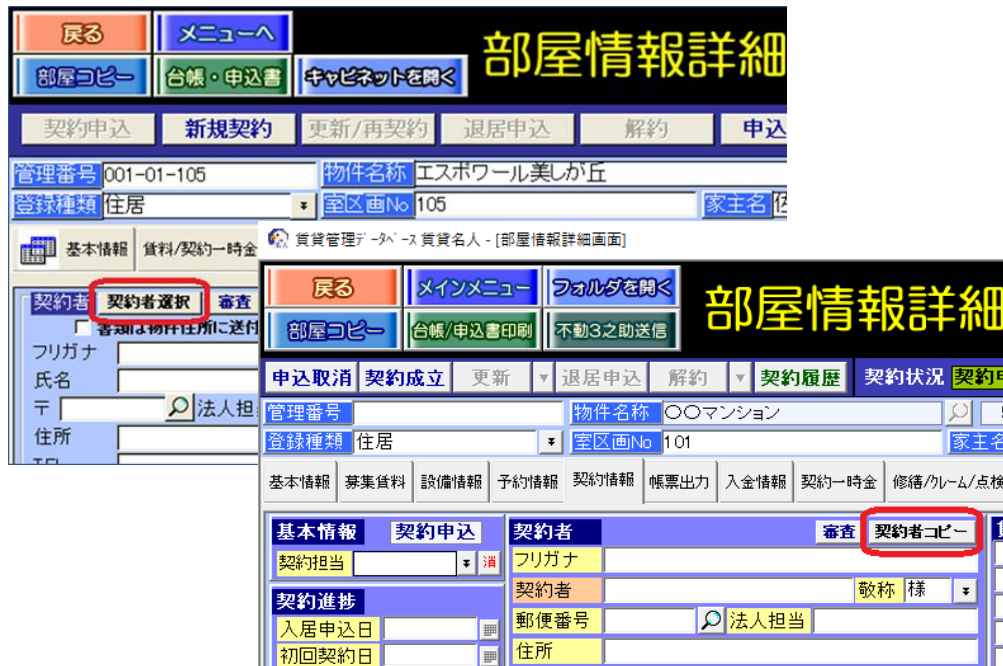 戻る メニューへ
部屋コピー 台帳・申込書 キャビネットを開く 部屋情報詳細
契約申込 新規契約 更新/再契約 退居申込 解約 申込
管理番号 001-01-105 物件名称 エスポワール美しが丘
登録種類 住居 室区画No 105 家主名
基本情報 賃料/契約一時金
契約者 契約者選択 審査
書類は物件住所に送付
フリガナ
氏名
〒 法人担
住所
賃貸管理データベース 賃貸名人 - [部屋情報詳細画面]
戻る メインメニュー フォルダを開く
部屋コピー 台帳/申込書印刷 不動3之助送信 部屋情報詳細
申込取消 契約成立 更新 退居申込 解約 契約履歴 契約状況 契約申
管理番号 物件名称 〇〇マンション
登録種類 住居 室区画No 101 家主名
基本情報 募集賃料 設備情報 予約情報 契約情報 帳票出力 入金情報 契約一時金 修繕/クレーム/点検
基本情報 契約申込 契約者 審査 契約者コピー
契約担当 消 フリガナ
契約者 敬称 様
契約進捗
郵便番号 法人担当
入居申込日
住所
初回契約日